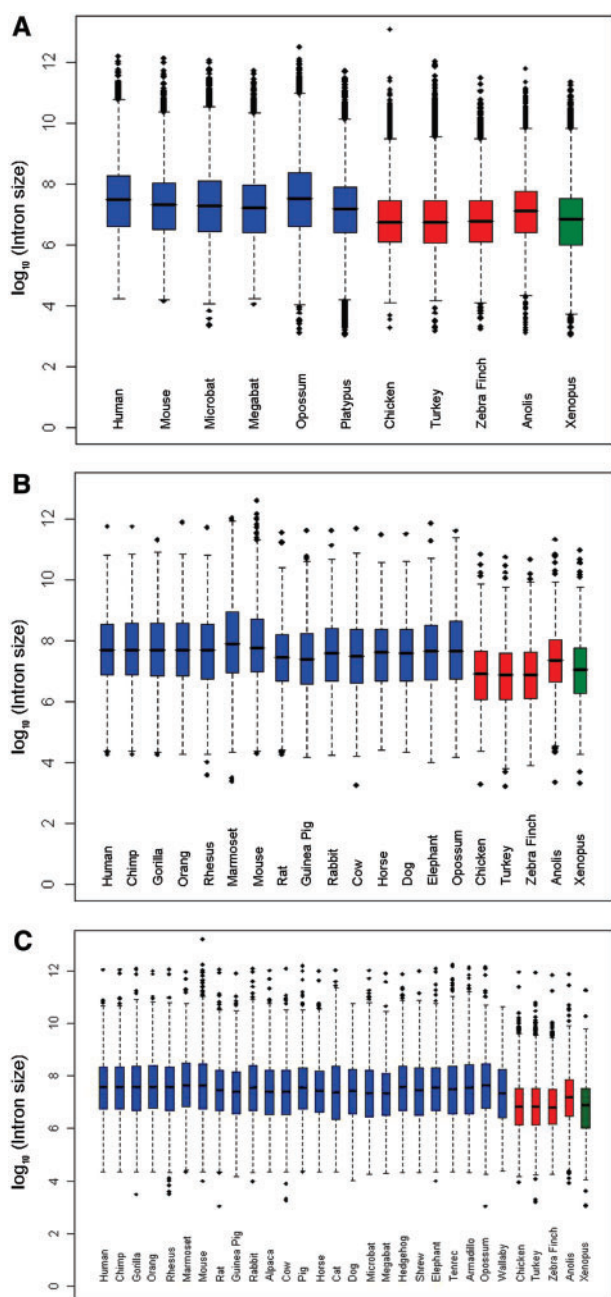 A
log10 (Intron size)
12
10
8
6
4
2
0
Human
Mouse
Microbat
Megabat
Opossum
Platypus
Chicken
Turkey
Zebra Finch
Anolis
Xenopus
B
log10 (Intron size)
12
10
8
6
4
2
0
Human
Chimp
Gorilla
Orang
Rhesus
Marmoset
Mouse
Rat
Guinea Pig
Rabbit
Cow
Horse
Dog
Elephant
Opossum
Chicken
Turkey
Zebra Finch
Anolis
Xenopus
C
log10 (Intron size)
12
10
8
6
4
2
0
Human
Chimp
Gorilla
Orang
Rhesus
Marmoset
Mouse
Rat
Guinea Pig
Rabbit
Alpaca
Cow
Pig
Horse
Cat
Dog
Microbat
Megabat
Hedgehog
Shrew
Elephant
Tenrec
Armadillo
Opossum
Wallaby
Chicken
Turkey
Zebra Finch
Anolis
Xenopus